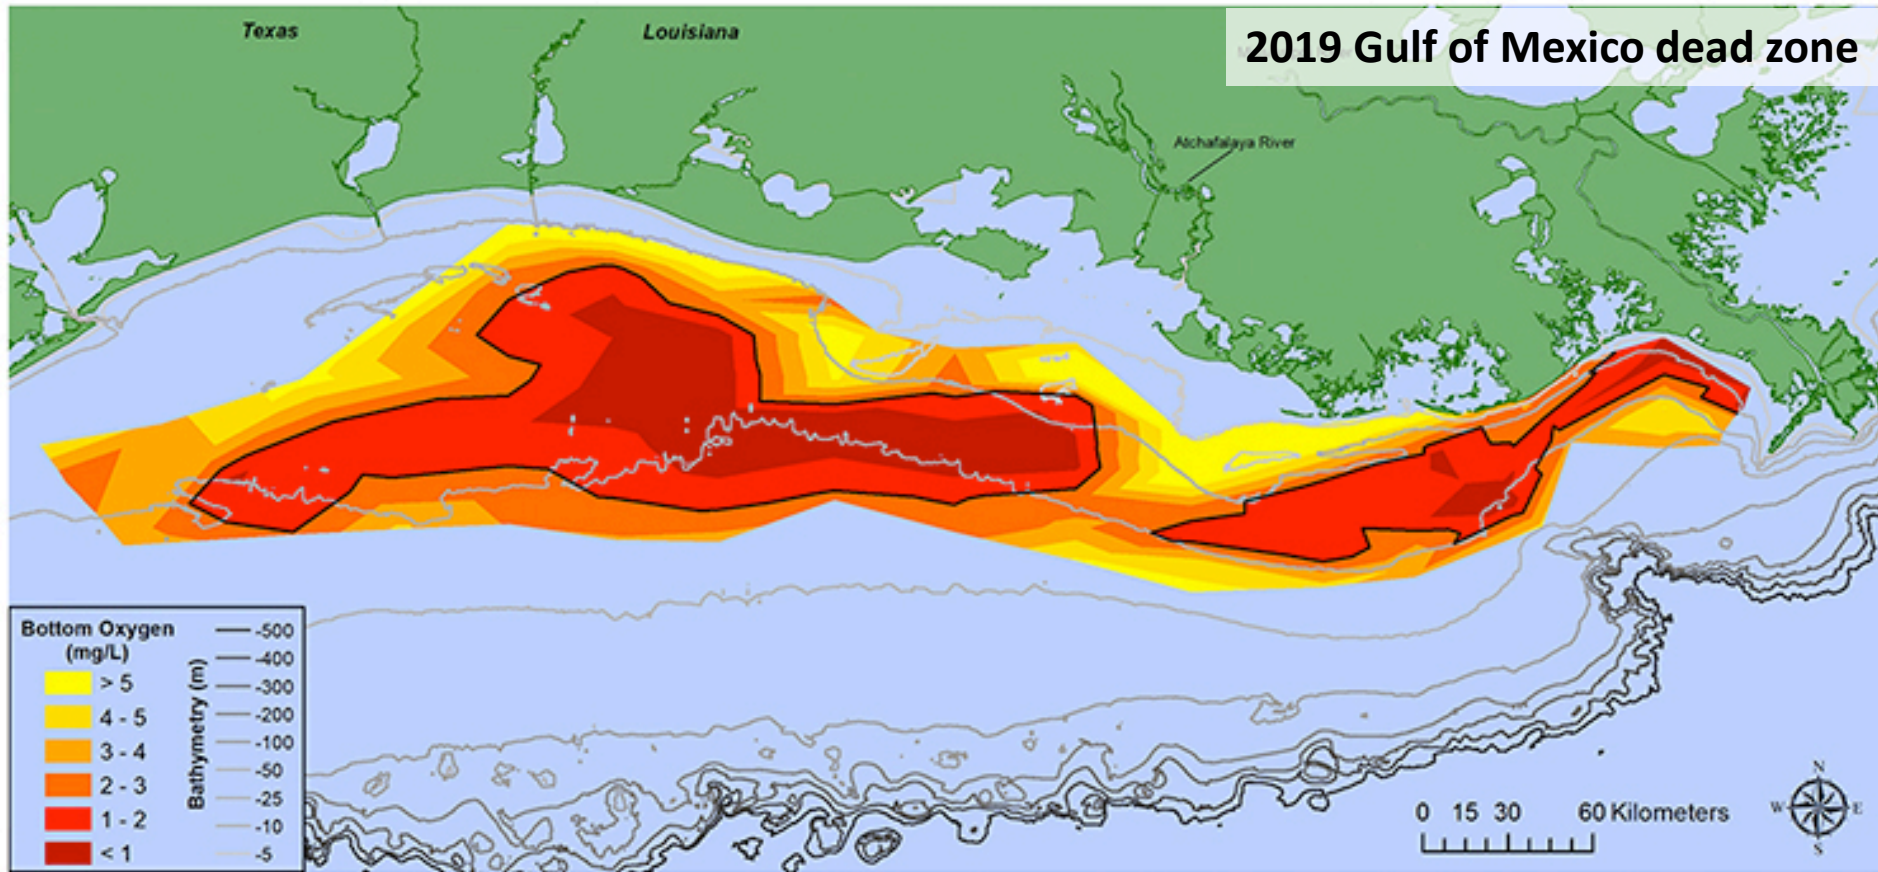 Texas
Louisiana
2019 Gulf of Mexico dead zone
Atchafalaya River
Bottom Oxygen
(mg/L)
> 5
4 - 5
3 - 4
2 - 3
1 - 2
< 1
Bathymetry (m)
-500
-400
-300
-200
-100
-50
-25
-10
-5
0 15 30 60 Kilometers
N
W E
S